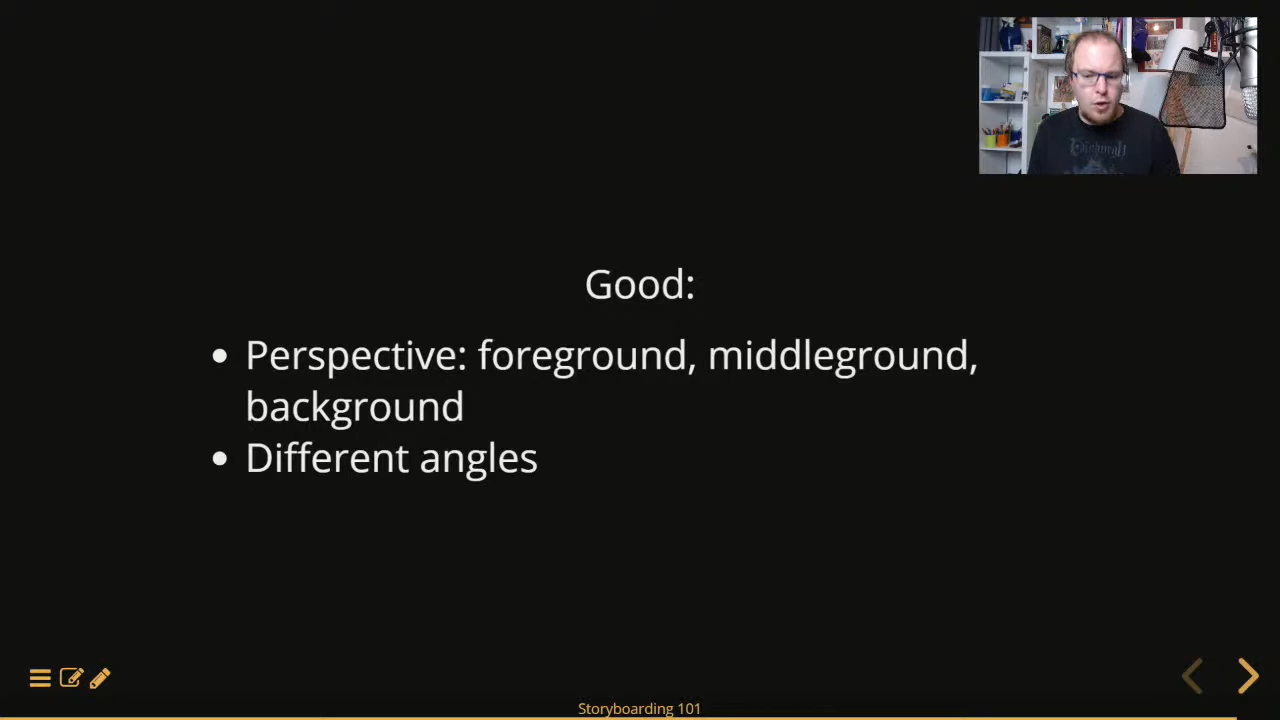 Good:
• Perspective: foreground, middleground,
background
• Different angles
Storyboarding 101